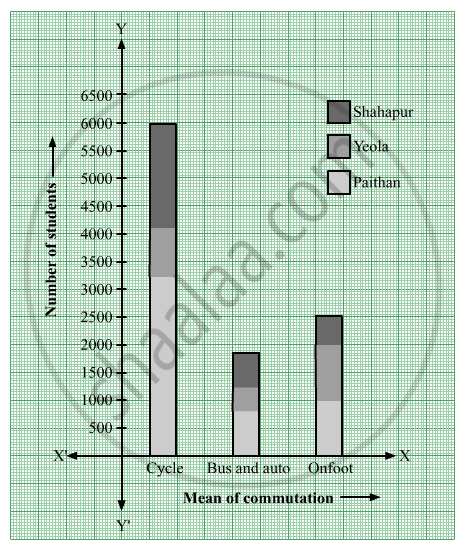 Y
6500
6000
5500
5000
4500
4000
3500
3000
2500
2000
1500
1000
500
Number of students
Shahapur
Yeola
Paithan
X'
X
Cycle
Bus and auto
Onfoot
Mean of commutation
Y'
shaalaa.com